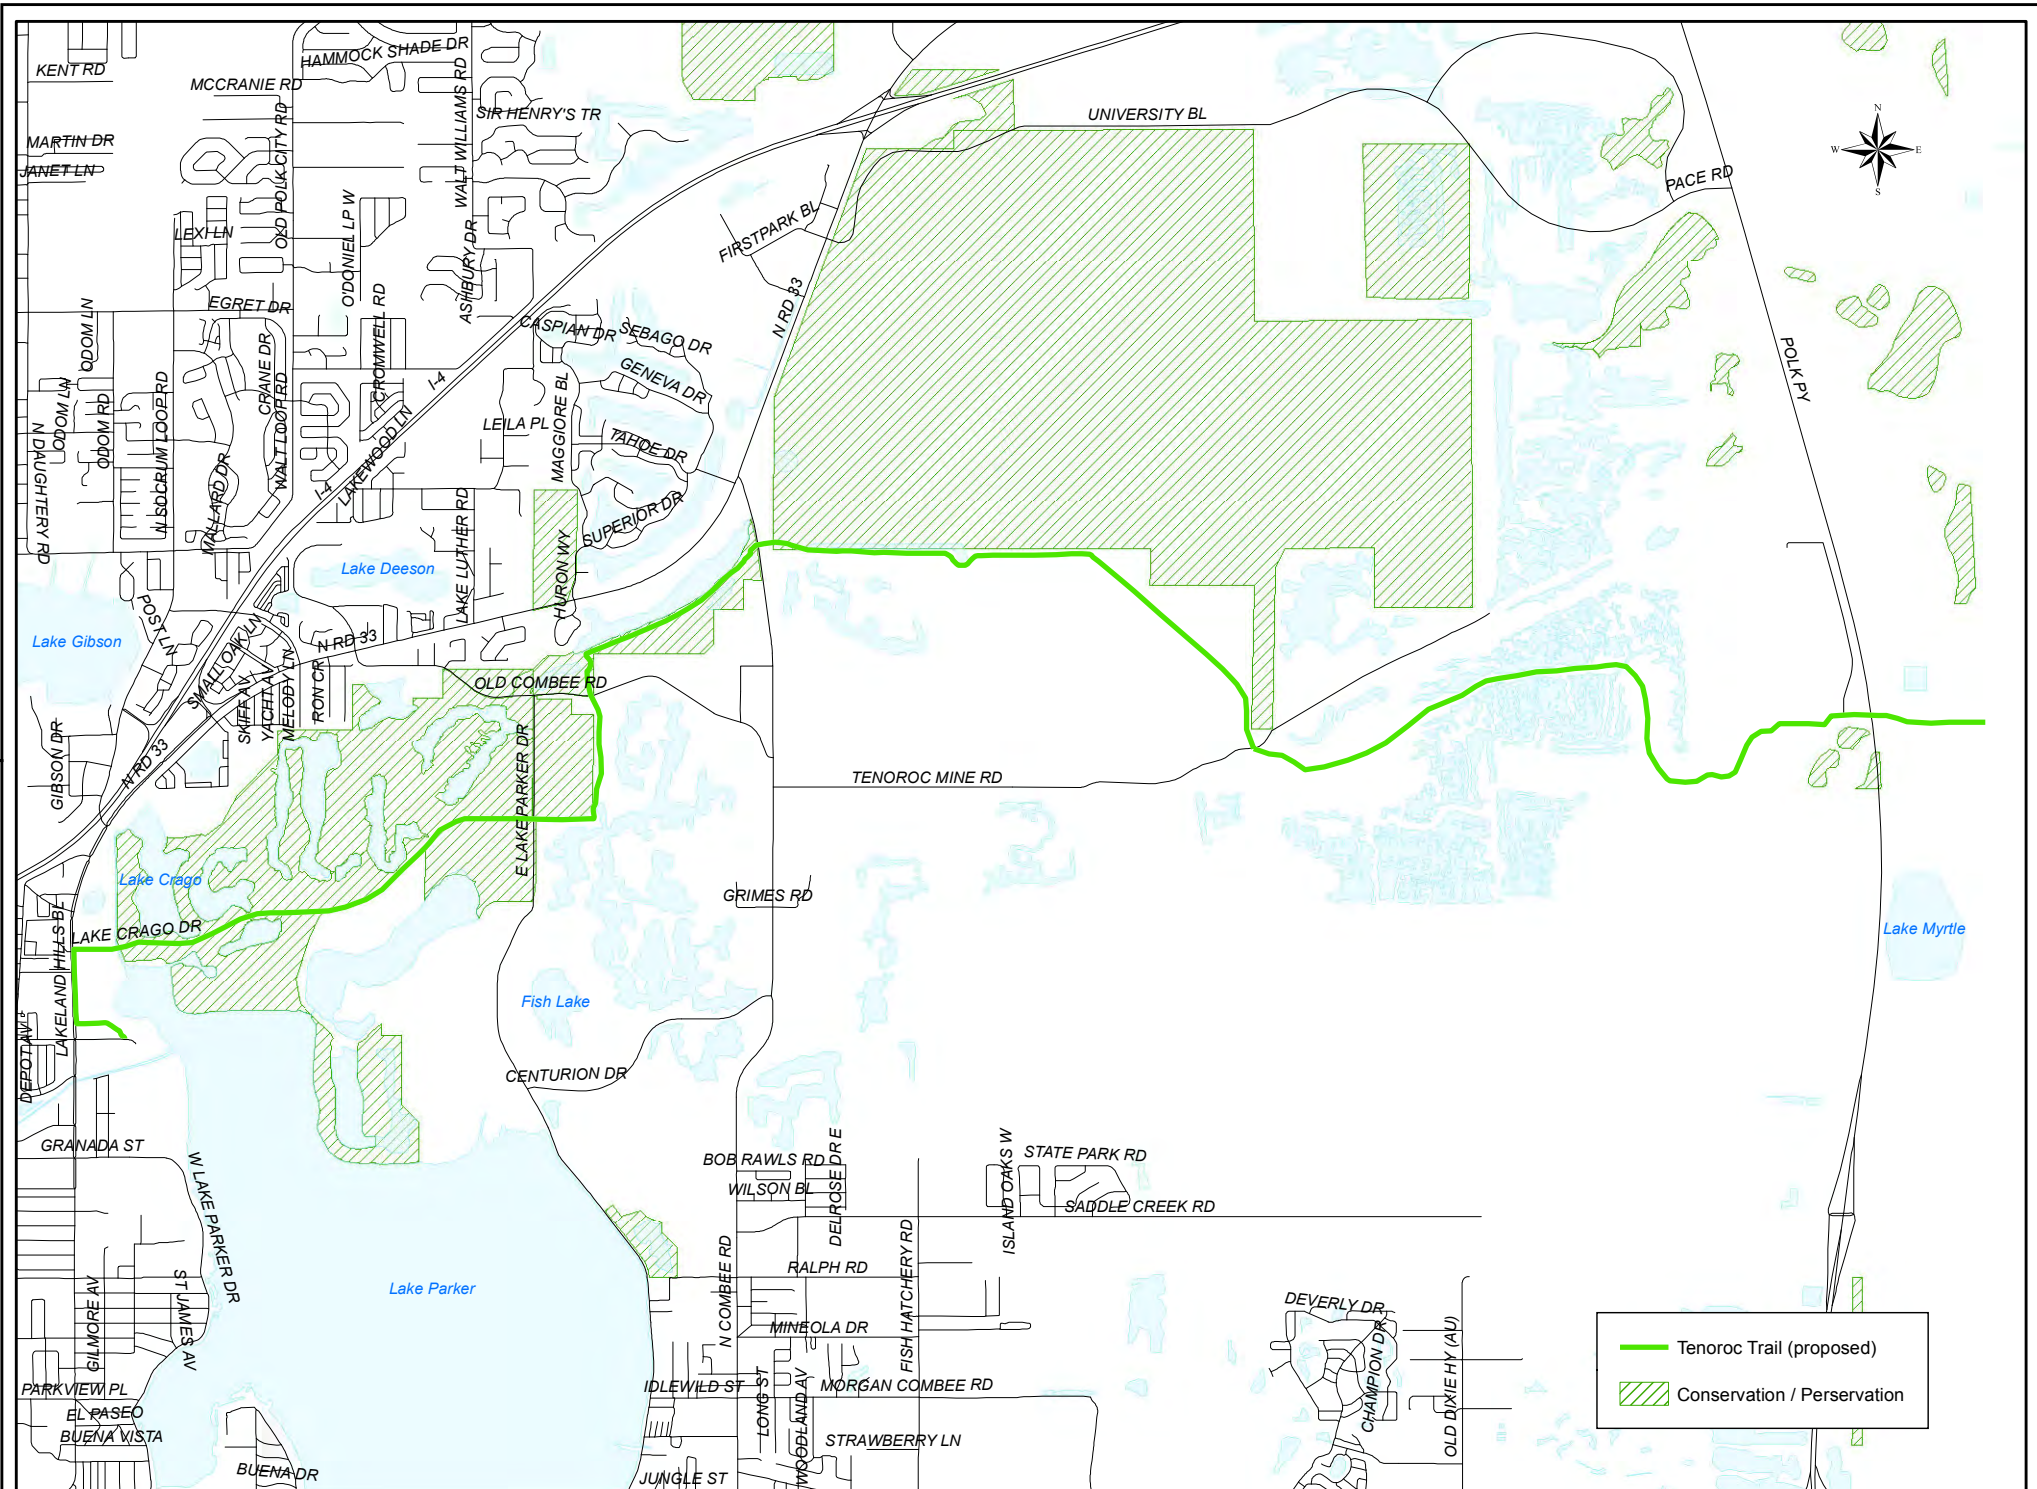 HAMMOCK SHADE DR
KENT RD
MCCRANIE RD
SIR HENRY'S TR
UNIVERSITY BL
N
W
E
S
MARTIN DR
JANET LN
OLD POLK CITY RD
WALT WILLIAMS RD
PACE RD
LEXI LN
O'DONIEL LP W
ASHBURY DR
FIRSTPARK BL
EGRET DR
N RD 33
ODOM LN
CROMWELL RD
CASPIAN DR
SEBAGO DR
CRANE DR
GENEVA DR
POLK PY
I-4
ODOM LW
ODOM RD
N SOCRUM LOOP RD
WALT LOOP RD
LEILA PL
MAGGIORE BL
TAHOE DR
N DAUGHTERY RD
MALLARD DR
I-4
LAKEWOOD LN
LAKE LUTHER RD
SUPERIOR DR
HURON WY
Lake Deeson
Lake Gibson
POST LN
SMALL OAK LN
N RD 33
SKIFF AV
YACHT AV
MELODY LN
RON CR
OLD COMBEE RD
GIBSON DR
N RD 33
E LAKE PARKER DR
TENOROC MINE RD
Lake Crago
GRIMES RD
LAKE CRAGO DR
LAKELAND HILLS BL
Lake Myrtle
Fish Lake
DEPOT AV
CENTURION DR
GRANADA ST
W LAKE PARKER DR
BOB RAWLS RD
DELROSE DR E
ISLAND OAKS W
STATE PARK RD
WILSON BL
SADDLE CREEK RD
N COMBEE RD
FISH HATCHERY RD
RALPH RD
Lake Parker
GILMORE AV
ST JAMES AV
MINEOLA DR
DEVERLY DR
CHAMPION DR
OLD DIXIE HY (AU)
Tenoroc Trail (proposed)
Conservation / Perservation
PARKVIEW PL
IDLEWILD ST
LONG ST
WOODLAND AV
MORGAN COMBEE RD
EL PASEO
BUENA VISTA
STRAWBERRY LN
BUENA DR
JUNGLE ST